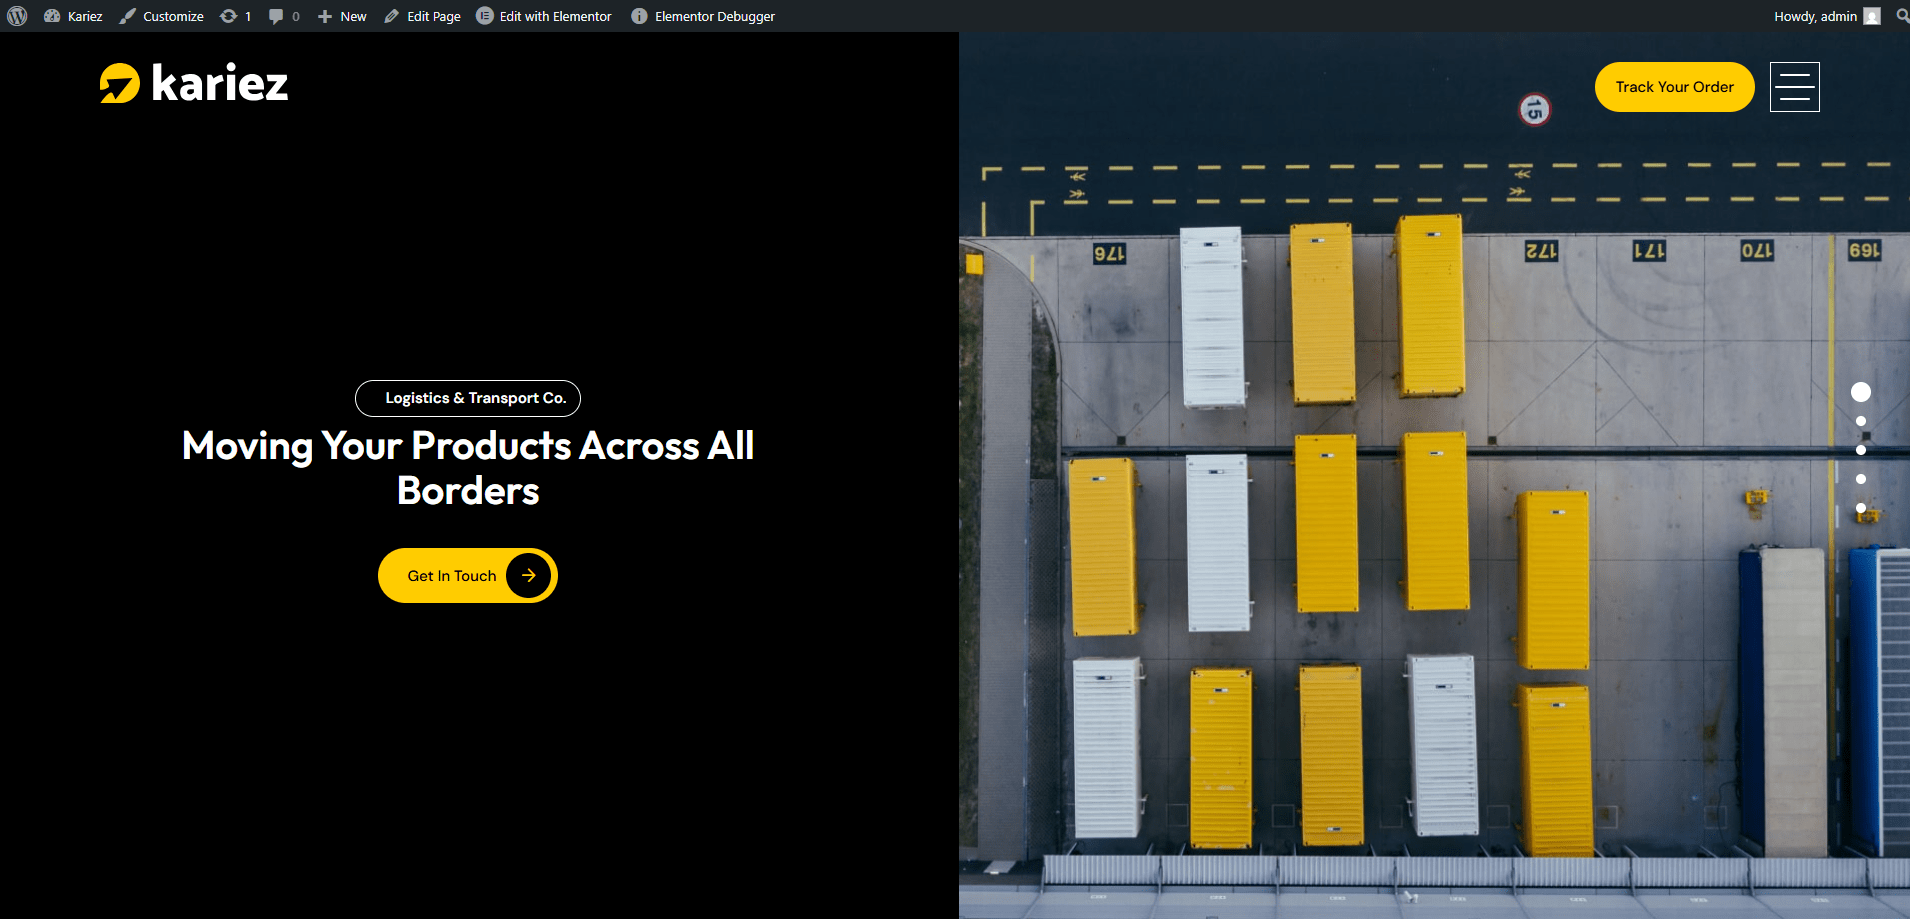 Kariez
Customize
1
0
New
Edit Page
Edit with Elementor
Elementor Debugger
Howdy, admin
kariez
Track Your Order
15
176
172
171
170
169
Logistics & Transport Co.
Moving Your Products Across All
Borders
Get In Touch